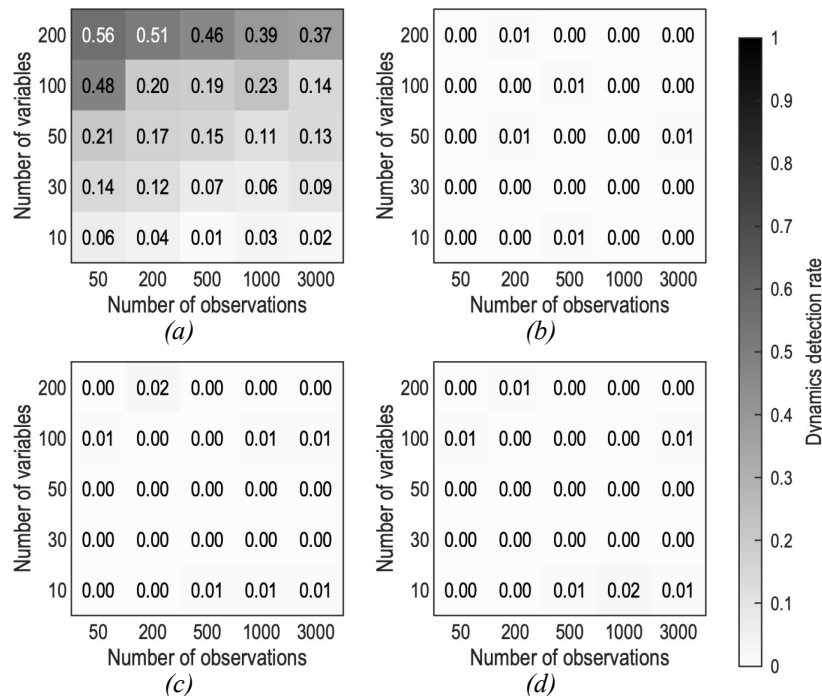 200 0.56 0.51 0.46 0.39 0.37
100 0.48 0.20 0.19 0.23 0.14
50 0.21 0.17 0.15 0.11 0.13
30 0.14 0.12 0.07 0.06 0.09
10 0.06 0.04 0.01 0.03 0.02
50 200 500 1000 3000
Number of variables
Number of observations
(a)
200 0.00 0.01 0.00 0.00 0.00
100 0.00 0.00 0.01 0.00 0.00
50 0.00 0.01 0.00 0.00 0.01
30 0.00 0.00 0.00 0.00 0.00
10 0.00 0.00 0.01 0.00 0.00
50 200 500 1000 3000
Number of variables
Number of observations
(b)
200 0.00 0.02 0.00 0.00 0.00
100 0.01 0.00 0.00 0.01 0.01
50 0.00 0.00 0.00 0.00 0.00
30 0.00 0.00 0.00 0.00 0.00
10 0.00 0.00 0.01 0.01 0.01
50 200 500 1000 3000
Number of variables
Number of observations
(c)
200 0.00 0.01 0.00 0.00 0.00
100 0.01 0.00 0.00 0.00 0.01
50 0.00 0.00 0.00 0.00 0.00
30 0.00 0.00 0.00 0.00 0.00
10 0.00 0.00 0.01 0.02 0.01
50 200 500 1000 3000
Number of variables
Number of observations
(d)
1
0.9
0.8
0.7
0.6
0.5
0.4
0.3
0.2
0.1
0
Dynamics detection rate